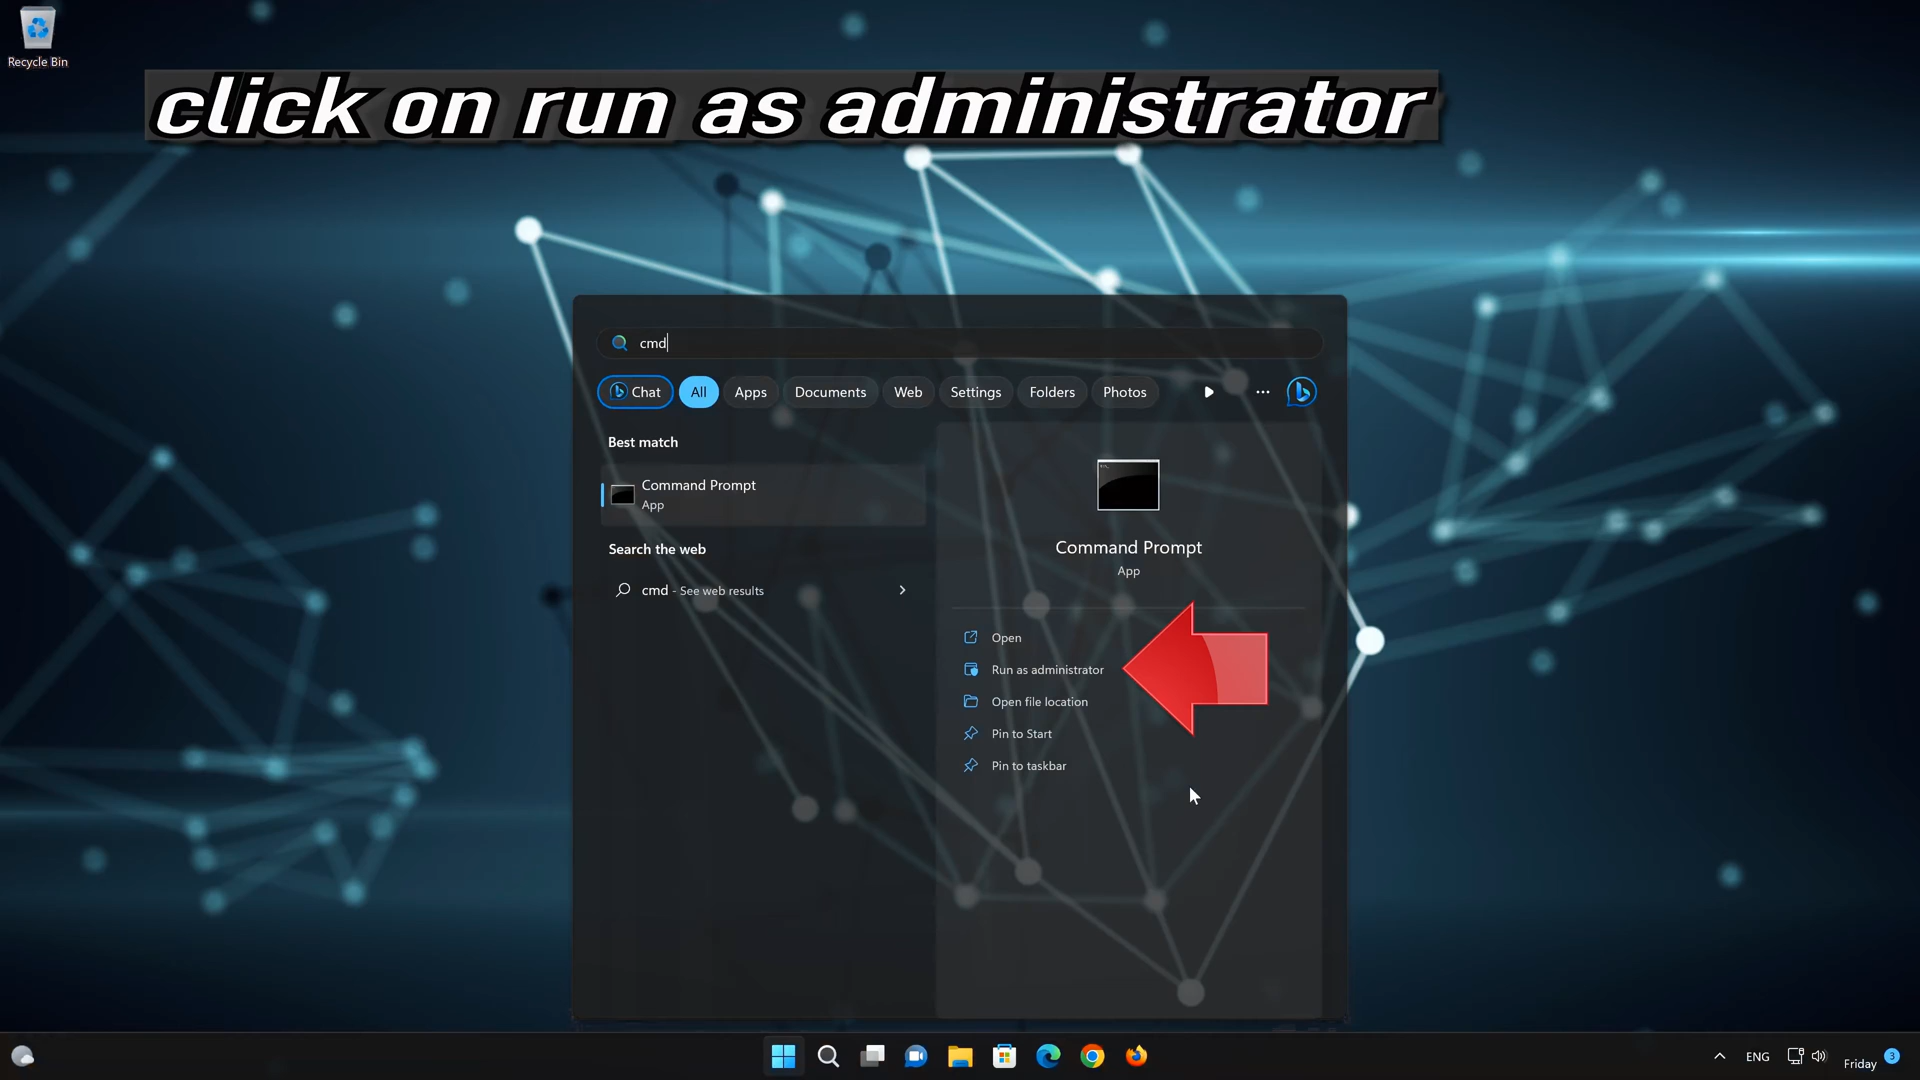 Recycle Bin
click on run as administrator
cmd
Chat
All
Apps
Documents
Web
Settings
Folders
Photos
Best match
Command Prompt
App
Search the web
cmd - See web results
Command Prompt
App
Open
Run as administrator
Open file location
Pin to Start
Pin to taskbar
ENG
Friday
3